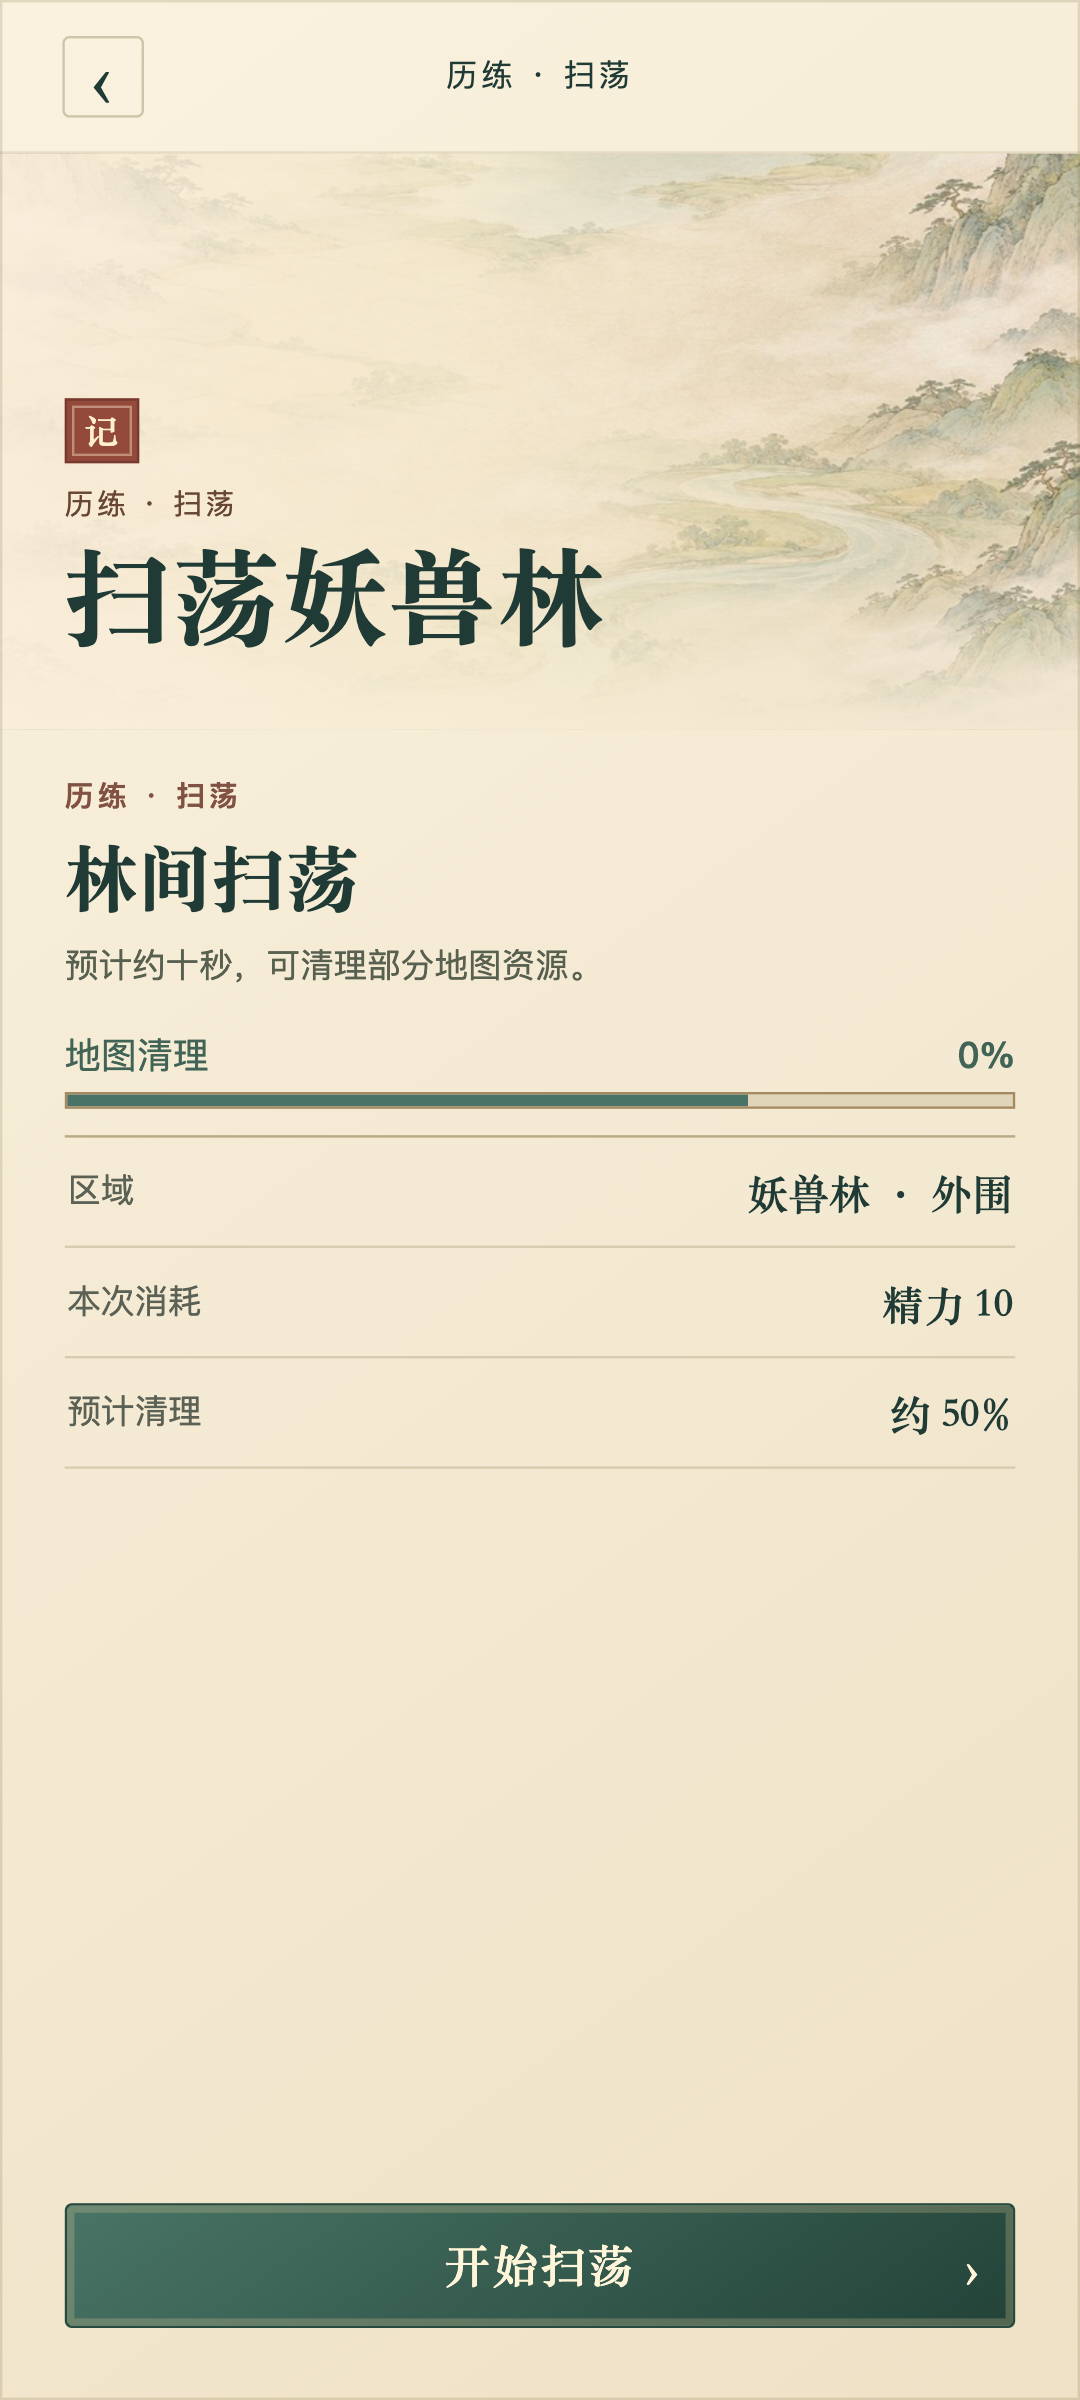 ‹
历练 · 扫荡
记
历练 · 扫荡
扫荡妖兽林
历练 · 扫荡
林间扫荡
预计约十秒，可清理部分地图资源。
地图清理 0%
区域 妖兽林 · 外围
本次消耗 精力 10
预计清理 约 50%
开始扫荡 ›